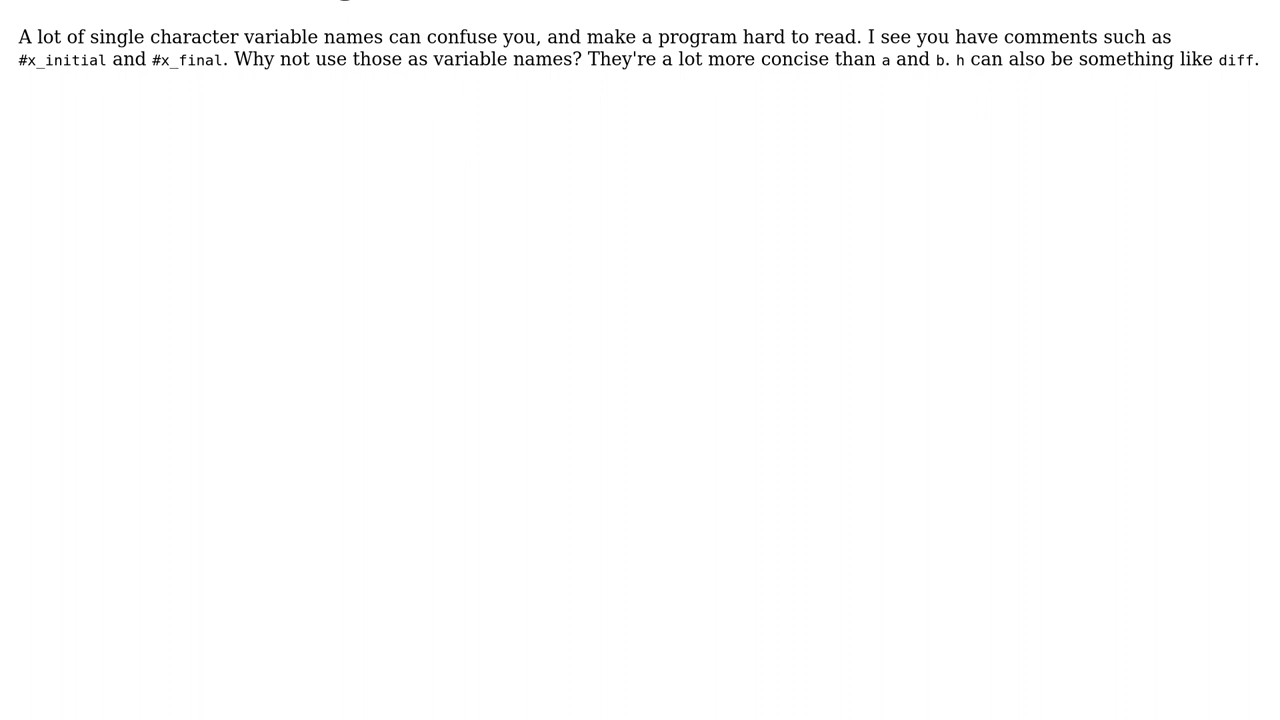 A lot of single character variable names can confuse you, and make a program hard to read. I see you have comments such as
#x_initial and #x_final. Why not use those as variable names? They're a lot more concise than a and b. h can also be something like diff.